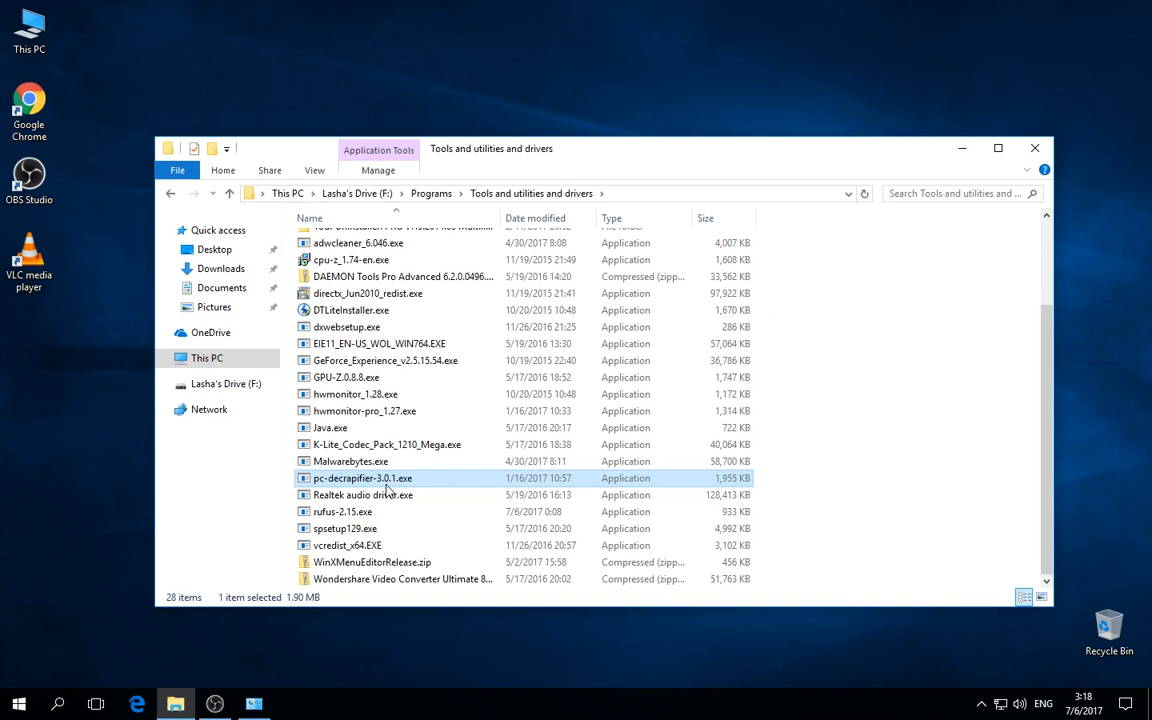 This PC
Google
Chrome
OBS Studio
VLC media
player
Recycle Bin
Application Tools
Tools and utilities and drivers
File
Home
Share
View
Manage
This PC
Lasha's Drive (F:)
Programs
Tools and utilities and drivers
Search Tools and utilities and ...
Quick access
Desktop
Downloads
Documents
Pictures
OneDrive
This PC
Lasha's Drive (F:)
Network
Name Date modified Type Size
adwcleaner_6.046.exe 4/30/2017 8:08 Application 4,007 KB
cpu-z_1.74-en.exe 11/19/2015 21:49 Application 1,608 KB
DAEMON Tools Pro Advanced 6.2.0.0496.... 5/19/2016 14:20 Compressed (zipp... 33,562 KB
directx_Jun2010_redist.exe 11/19/2015 21:41 Application 97,922 KB
DTLiteInstaller.exe 10/20/2015 10:48 Application 1,670 KB
dxwebsetup.exe 11/26/2016 21:25 Application 286 KB
EIE11_EN-US_WOL_WIN764.EXE 5/19/2016 13:30 Application 57,064 KB
GeForce_Experience_v2.5.15.54.exe 10/19/2015 22:40 Application 36,786 KB
GPU-Z.0.8.8.exe 5/17/2016 18:52 Application 1,747 KB
hwmonitor_1.28.exe 10/20/2015 10:48 Application 1,172 KB
hwmonitor-pro_1.27.exe 1/16/2017 10:33 Application 1,314 KB
Java.exe 5/17/2016 20:17 Application 722 KB
K-Lite_Codec_Pack_1210_Mega.exe 5/17/2016 18:38 Application 40,064 KB
Malwarebytes.exe 4/30/2017 8:11 Application 58,700 KB
pc-decrapifier-3.0.1.exe 1/16/2017 10:57 Application 1,955 KB
Realtek audio driver.exe 5/19/2016 16:13 Application 128,413 KB
rufus-2.15.exe 7/6/2017 0:08 Application 933 KB
spsetup129.exe 5/17/2016 20:20 Application 4,992 KB
vcredist_x64.EXE 11/26/2016 20:57 Application 3,102 KB
WinXMenuEditorRelease.zip 5/2/2017 15:58 Compressed (zipp... 456 KB
Wondershare Video Converter Ultimate 8... 5/17/2016 20:02 Compressed (zipp... 51,763 KB
28 items 1 item selected 1.90 MB
ENG
3:18
7/6/2017